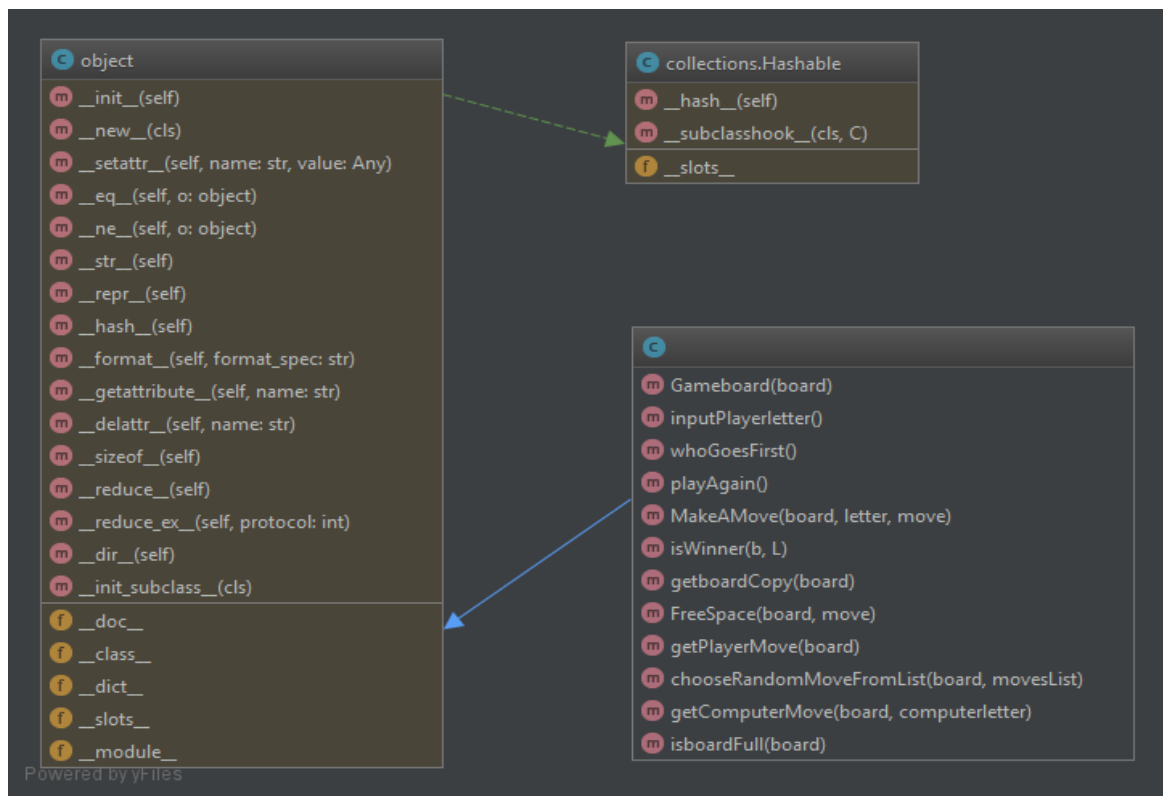 object
__init__(self)
__new__(cls)
__setattr__(self, name: str, value: Any)
__eq__(self, o: object)
__ne__(self, o: object)
__str__(self)
__repr__(self)
__hash__(self)
__format__(self, format_spec: str)
__getattribute__(self, name: str)
__delattr__(self, name: str)
__sizeof__(self)
__reduce__(self)
__reduce_ex__(self, protocol: int)
__dir__(self)
__init_subclass__(cls)
__doc__
__class__
__dict__
__slots__
__module__
Powered by yFiles
collections.Hashable
__hash__(self)
__subclasshook__(cls, C)
__slots__
Gameboard(board)
inputPlayerletter()
whoGoesFirst()
playAgain()
MakeAMove(board, letter, move)
isWinner(b, L)
getboardCopy(board)
FreeSpace(board, move)
getPlayerMove(board)
chooseRandomMoveFromList(board, movesList)
getComputerMove(board, computerletter)
isboardFull(board)